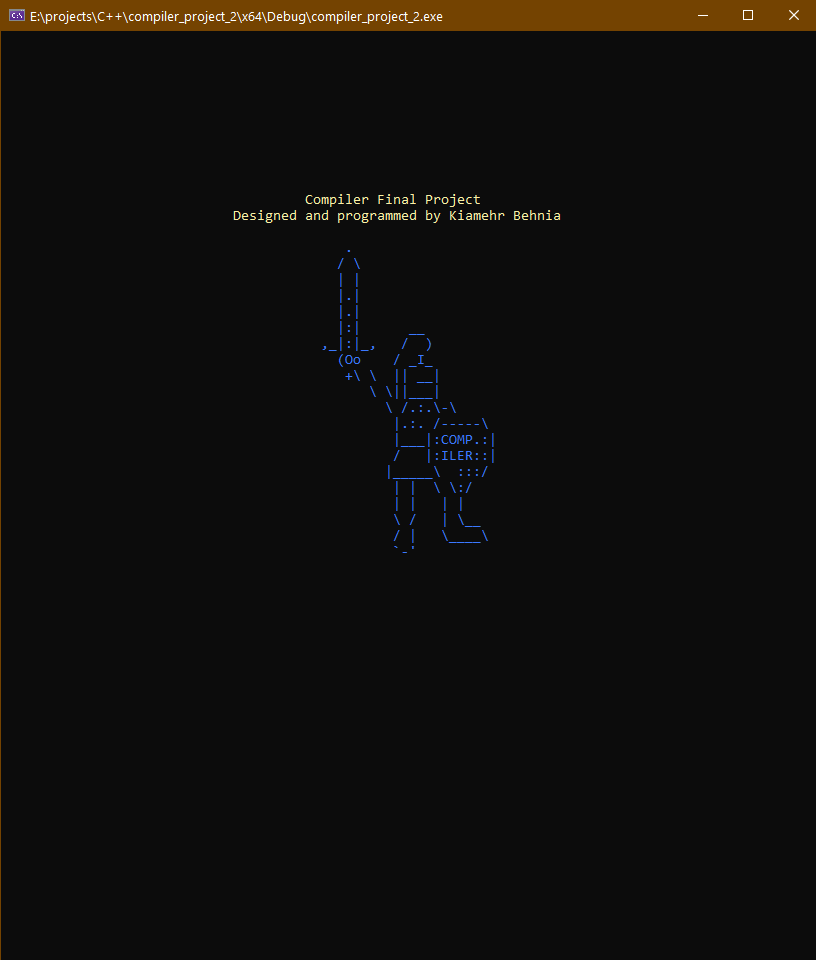 E:\projects\C++\compiler_project_2\x64\Debug\compiler_project_2.exe
Compiler Final Project
Designed and programmed by Kiamehr Behnia
COMP
ILER